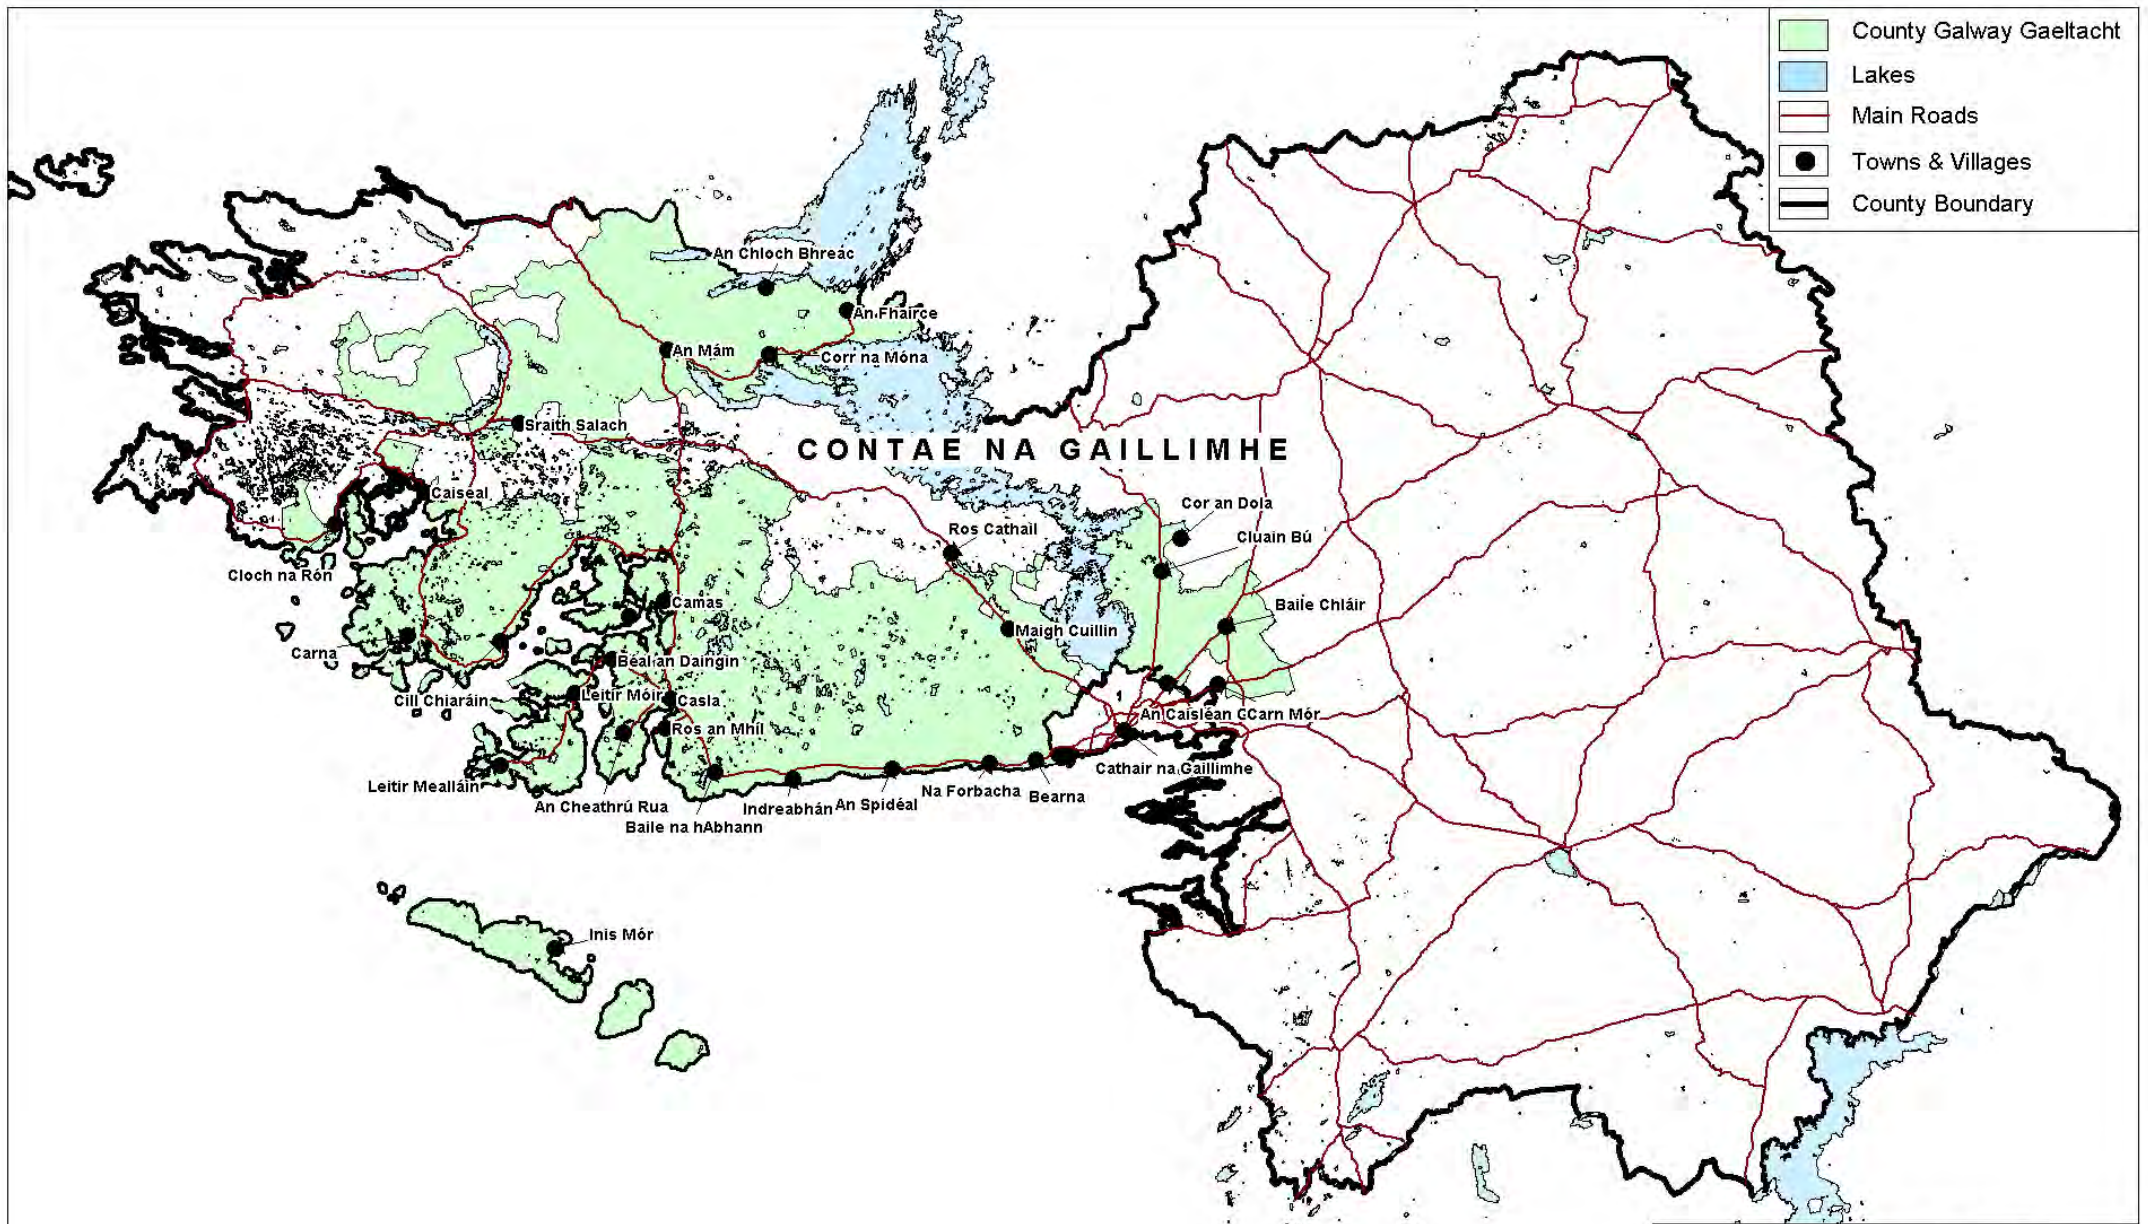 County Galway Gaeltacht
Lakes
Main Roads
Towns & Villages
County Boundary
An Chloch Bhreac
An Fhairce
An Mám
Corr na Móna
Sraith Salach
CONTAE NA GAILLIMHE
Caiseal
Cor an Dola
Ros Cathail
Cluain Bú
Cloch na Rón
Camas
Baile Chláir
Maigh Cuillin
Carna
Béal an Daingin
Cill Chiaráin
Leitir Móir
Casla
An Caisleán G
Carn Mór
Ros an Mhíl
Cathair na Gaillimhe
Leitir Mealláin
An Cheathrú Rua
Indreabhán
An Spidéal
Na Forbacha
Bearna
Baile na hAbhann
Inis Mór